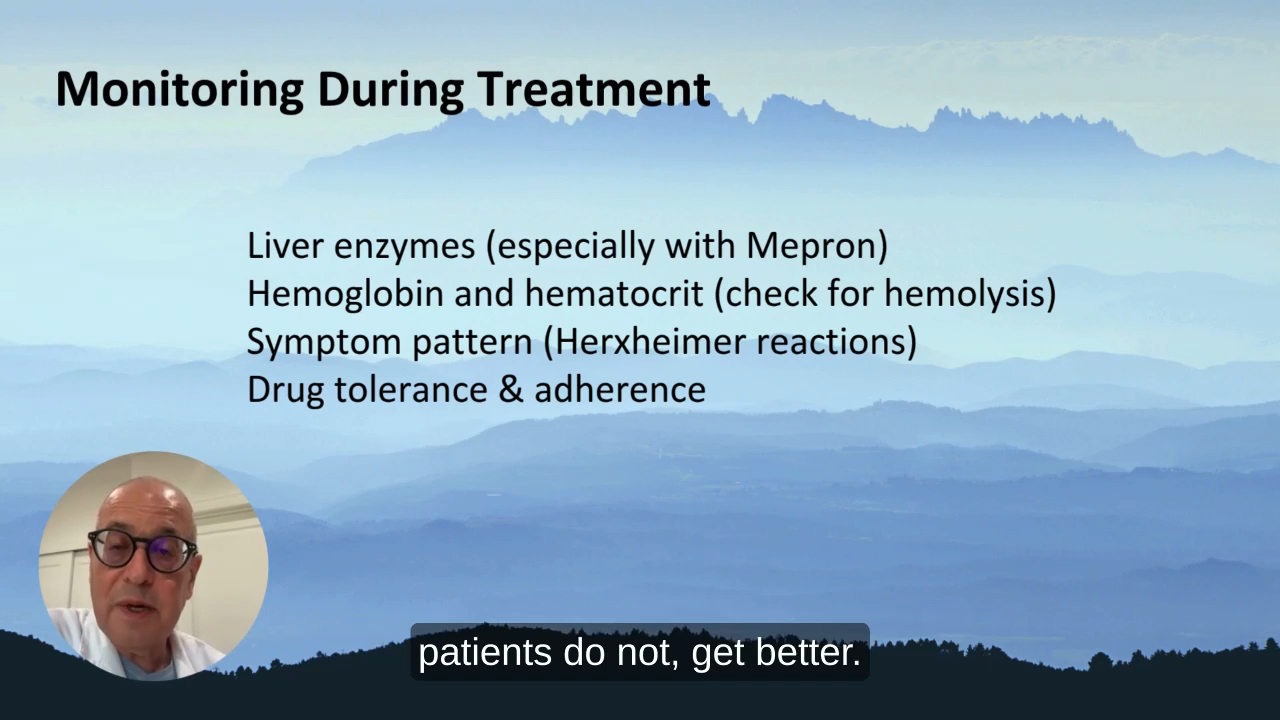 Monitoring During Treatment
Liver enzymes (especially with Mepron)
Hemoglobin and hematocrit (check for hemolysis)
Symptom pattern (Herxheimer reactions)
Drug tolerance & adherence
patients do not, get better.